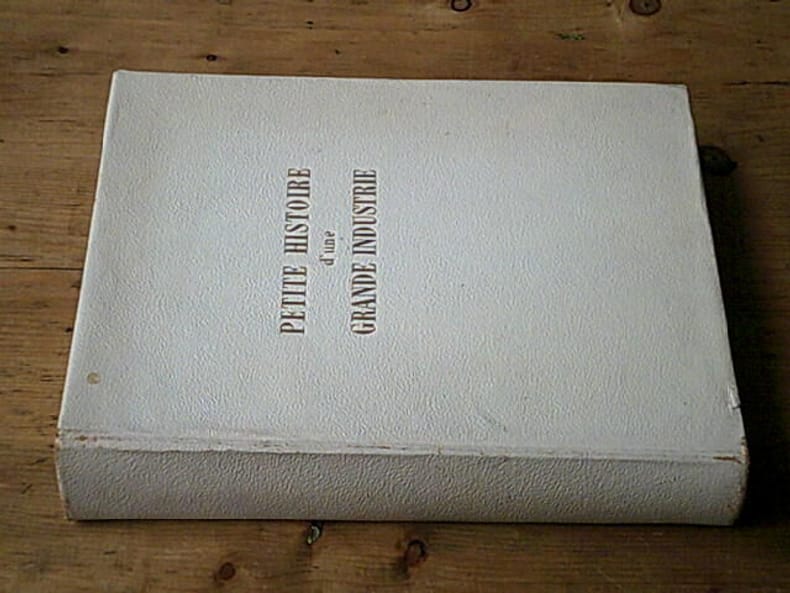 PETITE HISTOIRE
d'une
GRANDE INDUSTRIE